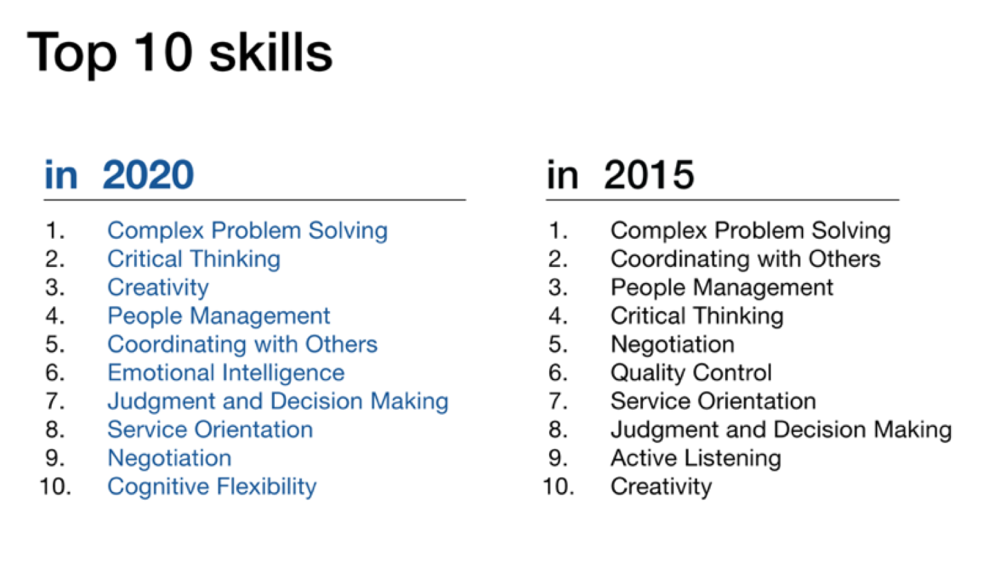 Top 10 skills
in 2020
1. Complex Problem Solving
2. Critical Thinking
3. Creativity
4. People Management
5. Coordinating with Others
6. Emotional Intelligence
7. Judgment and Decision Making
8. Service Orientation
9. Negotiation
10. Cognitive Flexibility
in 2015
1. Complex Problem Solving
2. Coordinating with Others
3. People Management
4. Critical Thinking
5. Negotiation
6. Quality Control
7. Service Orientation
8. Judgment and Decision Making
9. Active Listening
10. Creativity